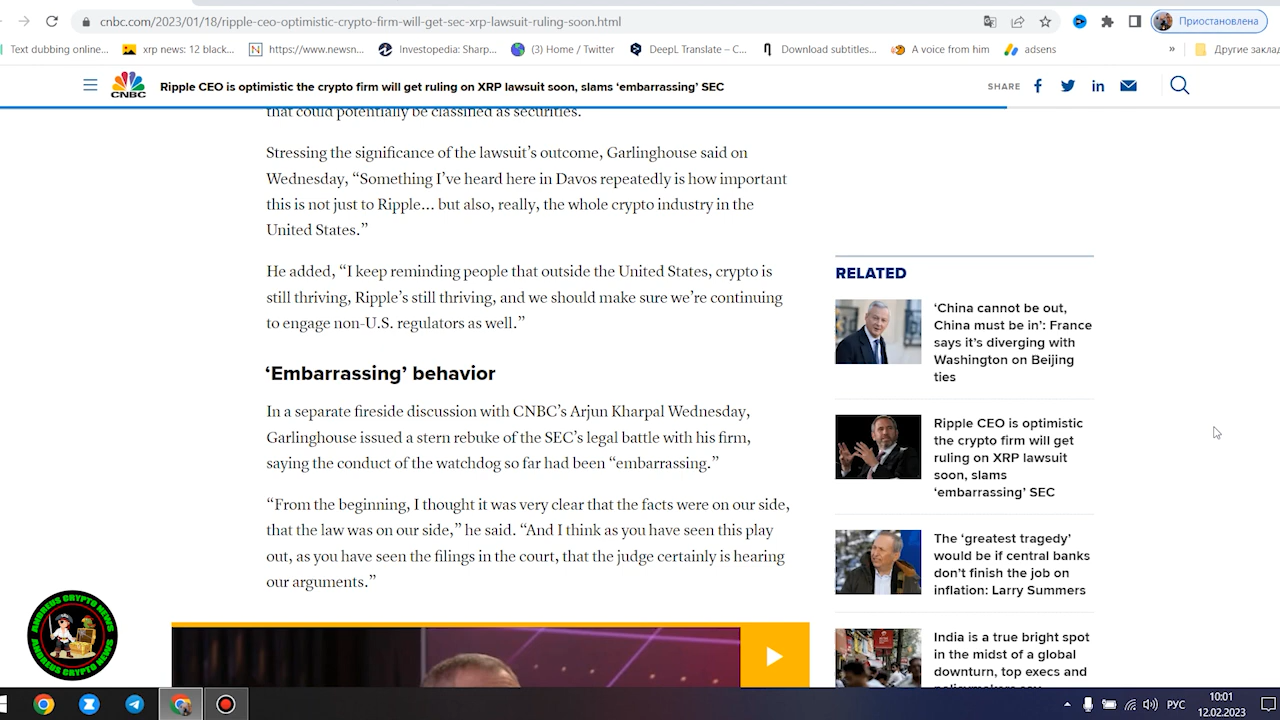 cnbc.com/2023/01/18/ripple-ceo-optimistic-crypto-firm-will-get-sec-xrp-lawsuit-ruling-soon.html
Приостановлена
Text dubbing online...
xrp news: 12 black...
https://www.newsn...
Investopedia: Sharp...
(3) Home / Twitter
DeepL Translate – C...
Download subtitles...
A voice from him
adsens
»
Другие закла
CNBC
Ripple CEO is optimistic the crypto firm will get ruling on XRP lawsuit soon, slams ‘embarrassing’ SEC
SHARE
that could potentially be classified as securities.
Stressing the significance of the lawsuit’s outcome, Garlinghouse said on
Wednesday, “Something I’ve heard here in Davos repeatedly is how important
this is not just to Ripple… but also, really, the whole crypto industry in the
United States.”
He added, “I keep reminding people that outside the United States, crypto is
still thriving, Ripple’s still thriving, and we should make sure we’re continuing
to engage non-U.S. regulators as well.”
‘Embarrassing’ behavior
In a separate fireside discussion with CNBC’s Arjun Kharpal Wednesday,
Garlinghouse issued a stern rebuke of the SEC’s legal battle with his firm,
saying the conduct of the watchdog so far had been “embarrassing.”
“From the beginning, I thought it was very clear that the facts were on our side,
that the law was on our side,” he said. “And I think as you have seen this play
out, as you have seen the filings in the court, that the judge certainly is hearing
our arguments.”
RELATED
‘China cannot be out,
China must be in’: France
says it’s diverging with
Washington on Beijing
ties
Ripple CEO is optimistic
the crypto firm will get
ruling on XRP lawsuit
soon, slams
‘embarrassing’ SEC
The ‘greatest tragedy’
would be if central banks
don’t finish the job on
inflation: Larry Summers
India is a true bright spot
in the midst of a global
downturn, top execs and
ANDREUS CRYPTO NEWS
ANDREUS CRYPTO NEWS
РУС
10:01
12.02.2023